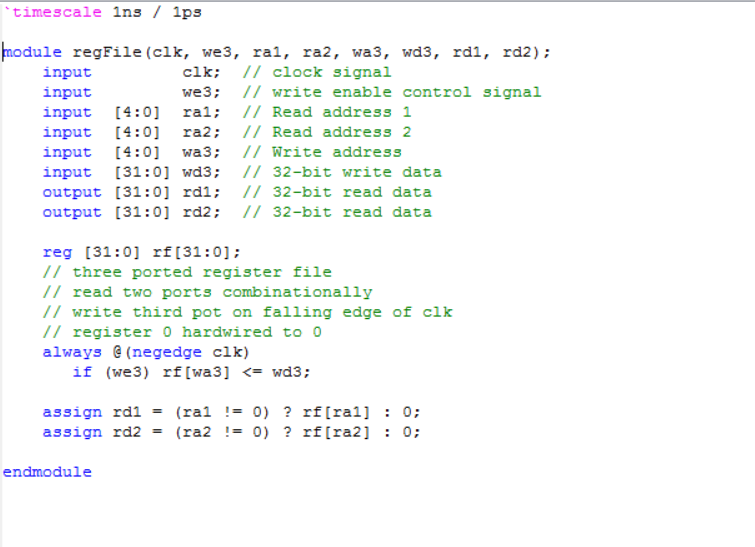 `timescale 1ns / 1ps
module regFile(clk, we3, ra1, ra2, wa3, wd3, rd1, rd2);
input clk; // clock signal
input we3; // write enable control signal
input [4:0] ra1; // Read address 1
input [4:0] ra2; // Read address 2
input [4:0] wa3; // Write address
input [31:0] wd3; // 32-bit write data
output [31:0] rd1; // 32-bit read data
output [31:0] rd2; // 32-bit read data
reg [31:0] rf[31:0];
// three ported register file
// read two ports combinationally
// write third pot on falling edge of clk
// register 0 hardwired to 0
always @(negedge clk)
if (we3) rf[wa3] <= wd3;
assign rd1 = (ra1 != 0) ? rf[ra1] : 0;
assign rd2 = (ra2 != 0) ? rf[ra2] : 0;
endmodule